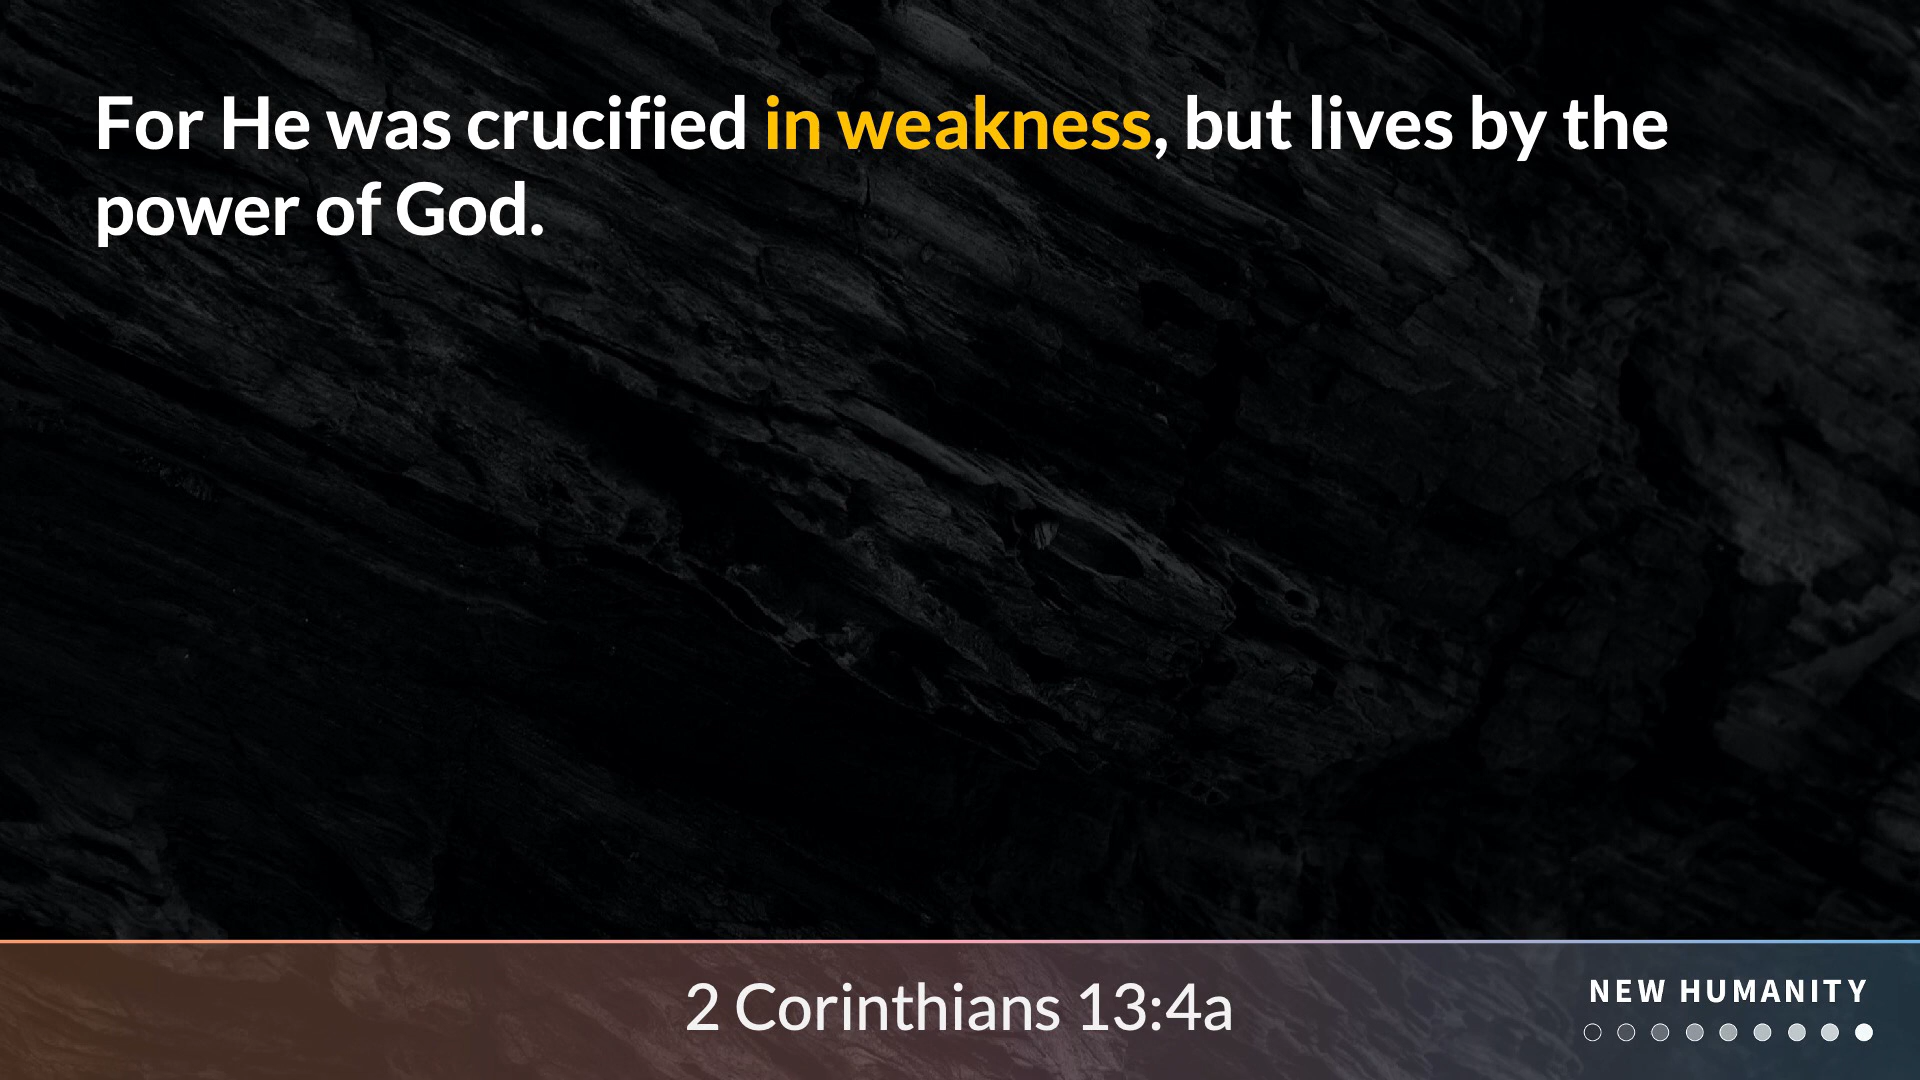 For He was crucified in weakness, but lives by the
power of God.
2 Corinthians 13:4a
NEW HUMANITY